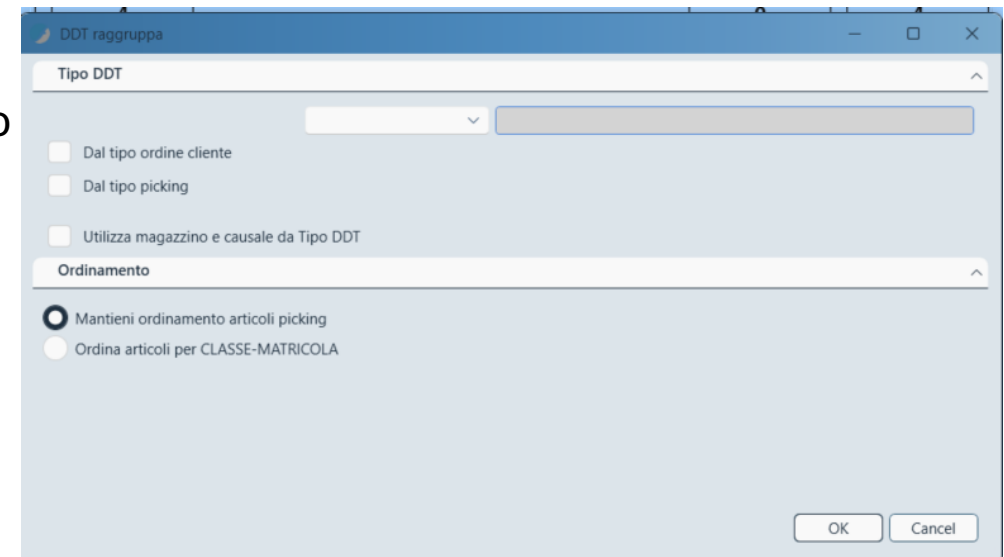 DDT raggruppa
Tipo DDT
Dal tipo ordine cliente
Dal tipo picking
Utilizza magazzino e causale da Tipo DDT
Ordinamento
Mantieni ordinamento articoli picking
Ordina articoli per CLASSE-MATRICOLA
OK Cancel